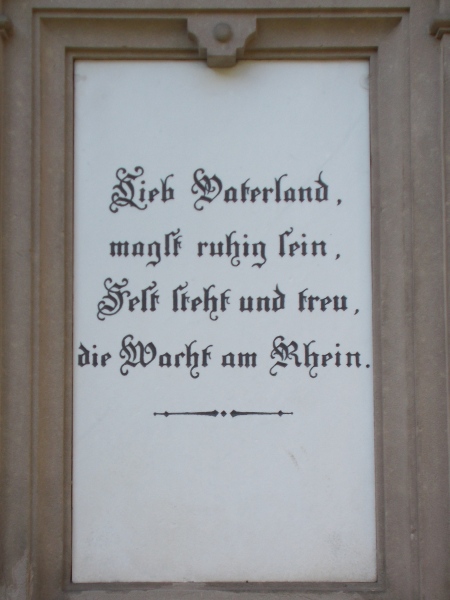 Lieb Vaterland,
magſt ruhig ſein,
Feſt ſteht und treu,
die Wacht am Rhein.